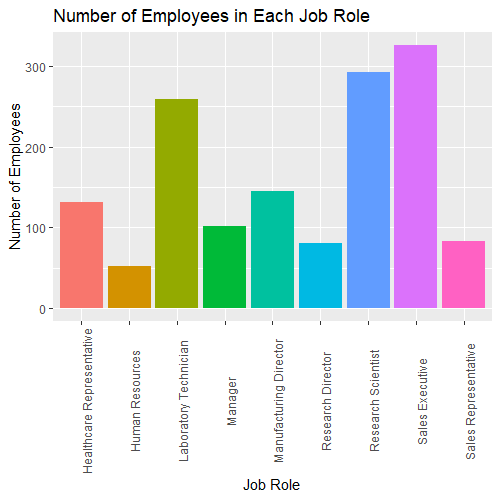 Number of Employees in Each Job Role
Number of Employees
300
200
100
0
Healthcare Representative
Human Resources
Laboratory Technician
Manager
Manufacturing Director
Research Director
Research Scientist
Sales Executive
Sales Representative
Job Role